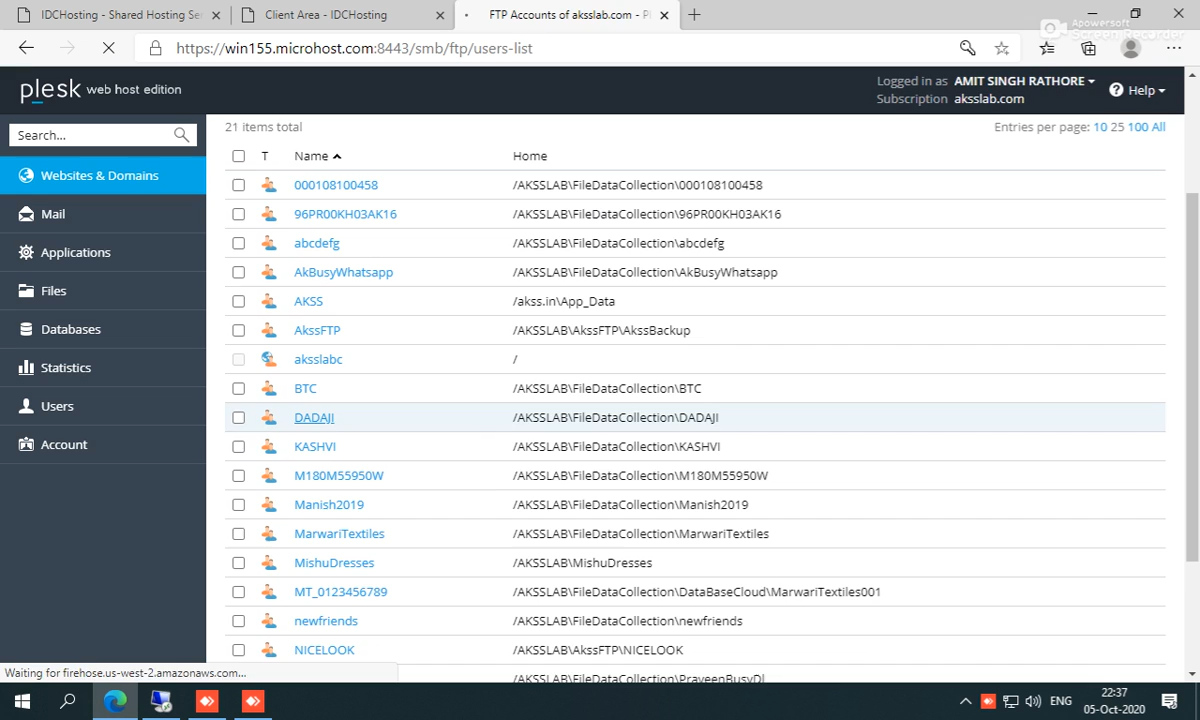 IDCHosting - Shared Hosting Se
Client Area - IDCHosting
FTP Accounts of aksslab.com - Pl
Apowersoft
Screen Recorder
https://win155.microhost.com:8443/smb/ftp/users-list
plesk web host edition
Logged in as AMIT SINGH RATHORE
Subscription aksslab.com
Help
Search...
Websites & Domains
Mail
Applications
Files
Databases
Statistics
Users
Account
21 items total
Entries per page: 10 25 100 All
T Name Home
000108100458 /AKSSLAB\FileDataCollection\000108100458
96PR00KH03AK16 /AKSSLAB\FileDataCollection\96PR00KH03AK16
abcdefg /AKSSLAB\FileDataCollection\abcdefg
AkBusyWhatsapp /AKSSLAB\FileDataCollection\AkBusyWhatsapp
AKSS /akss.in\App_Data
AkssFTP /AKSSLAB\AkssFTP\AkssBackup
aksslabc /
BTC /AKSSLAB\FileDataCollection\BTC
DADAJI /AKSSLAB\FileDataCollection\DADAJI
KASHVI /AKSSLAB\FileDataCollection\KASHVI
M180M55950W /AKSSLAB\FileDataCollection\M180M55950W
Manish2019 /AKSSLAB\FileDataCollection\Manish2019
MarwariTextiles /AKSSLAB\FileDataCollection\MarwariTextiles
MishuDresses /AKSSLAB\MishuDresses
MT_0123456789 /AKSSLAB\FileDataCollection\DataBaseCloud\MarwariTextiles001
newfriends /AKSSLAB\FileDataCollection\newfriends
NICELOOK /AKSSLAB\AkssFTP\NICELOOK
/AKSSLAB\FileDataCollection\PraveenBusyDL
Waiting for firehose.us-west-2.amazonaws.com...
ENG
22:37
05-Oct-2020